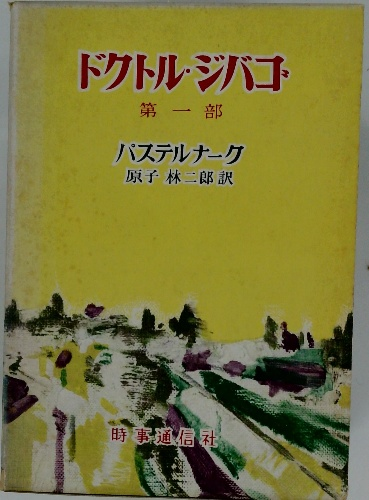 ドクトル・ジバゴ
第一部
パステルナーク
原子林二郎訳
時事通信社